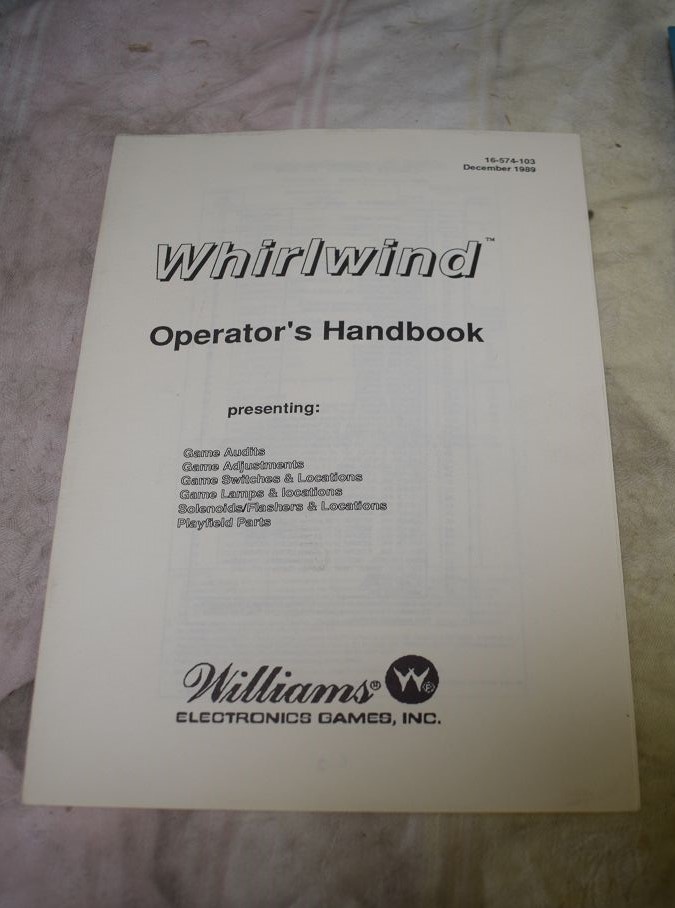 16-574-103
December 1989
Whirlwind™
Operator's Handbook
presenting:
Game Audits
Game Adjustments
Game Switches & Locations
Game Lamps & locations
Solenoids/Flashers & Locations
Playfield Parts
Williams® W
ELECTRONICS GAMES, INC.